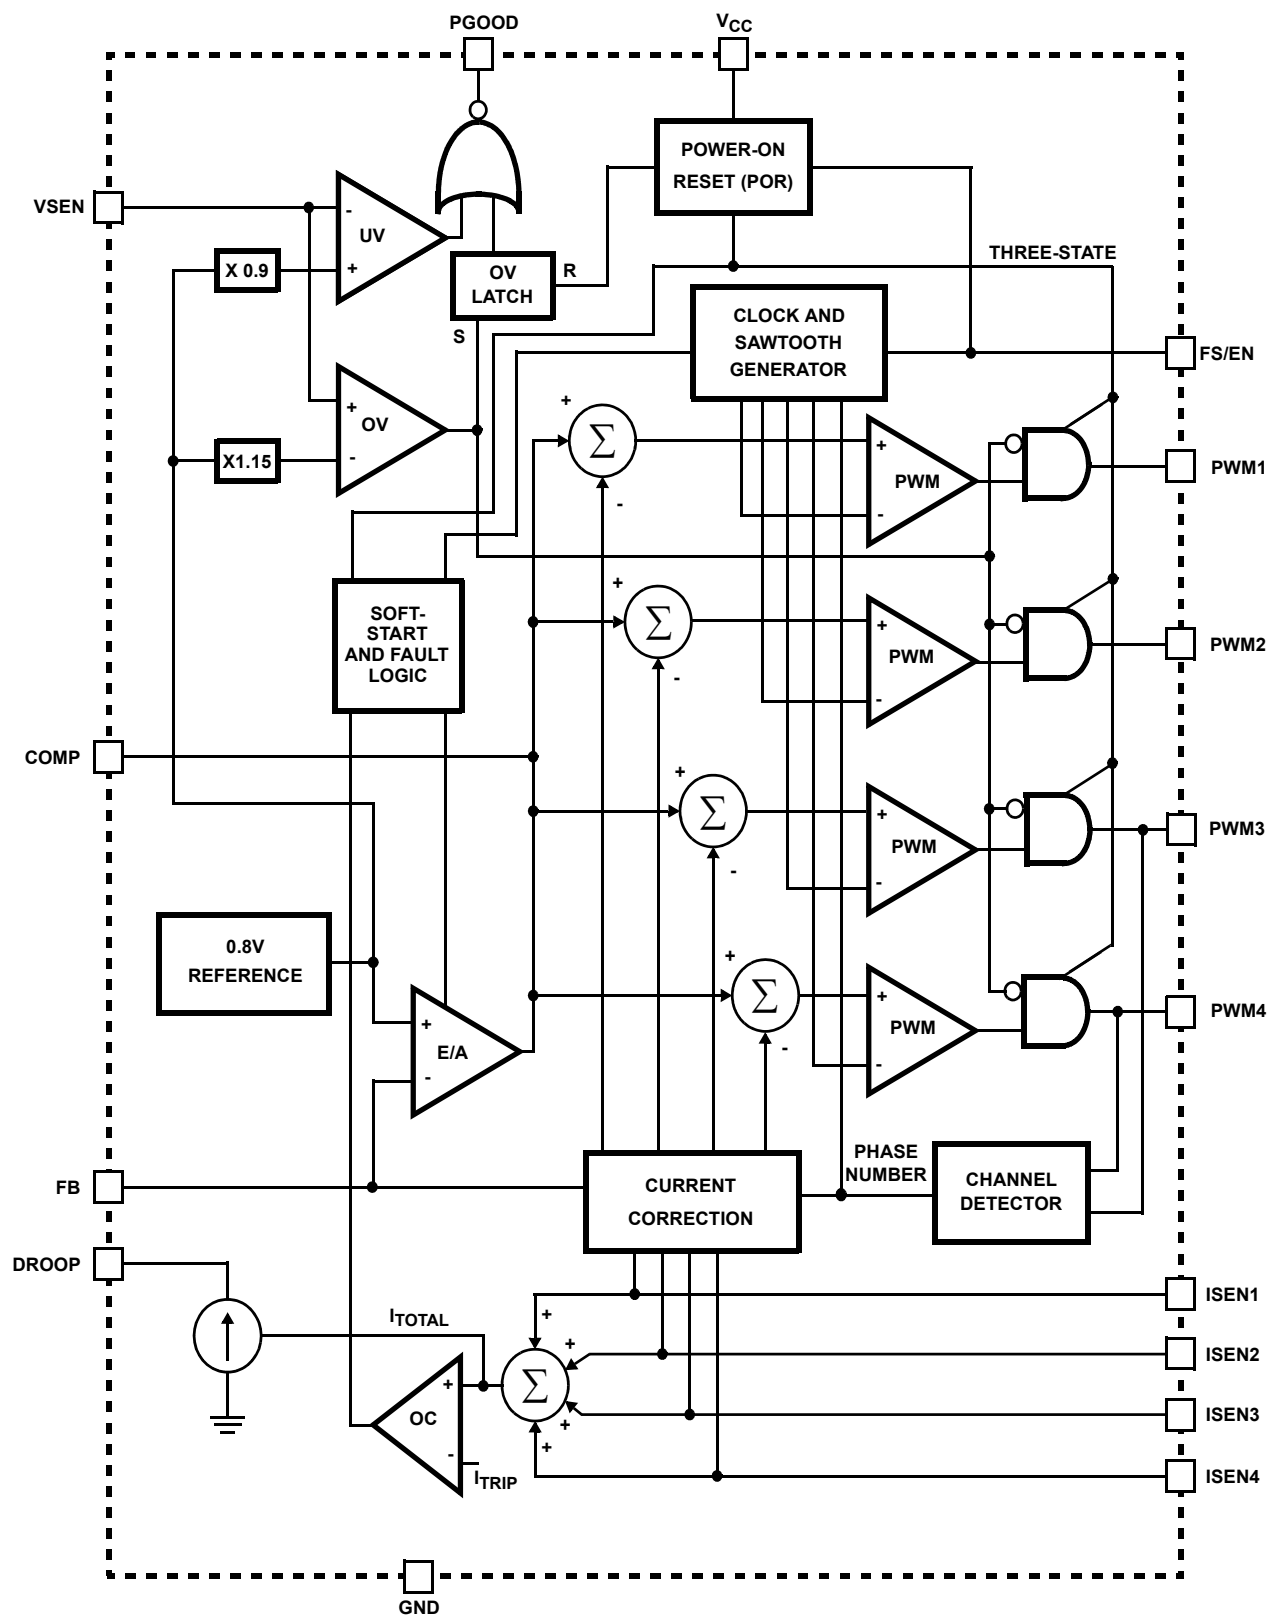 PGOOD
VCC
POWER-ON
RESET (POR)
VSEN
-
UV
+
X 0.9
OV
LATCH
R
S
THREE-STATE
CLOCK AND
SAWTOOTH
GENERATOR
FS/EN
+
OV
-
X1.15
+
Σ
-
+
PWM
-
PWM1
SOFT-
START
AND FAULT
LOGIC
+
Σ
-
+
PWM
-
PWM2
COMP
+
Σ
-
+
PWM
-
PWM3
0.8V
REFERENCE
+
Σ
-
+
PWM
-
PWM4
+
E/A
-
FB
CURRENT
CORRECTION
PHASE
NUMBER
CHANNEL
DETECTOR
DROOP
ITOTAL
+
+
Σ
+
+
ISEN1
ISEN2
ISEN3
ISEN4
+
OC
-
ITRIP
GND